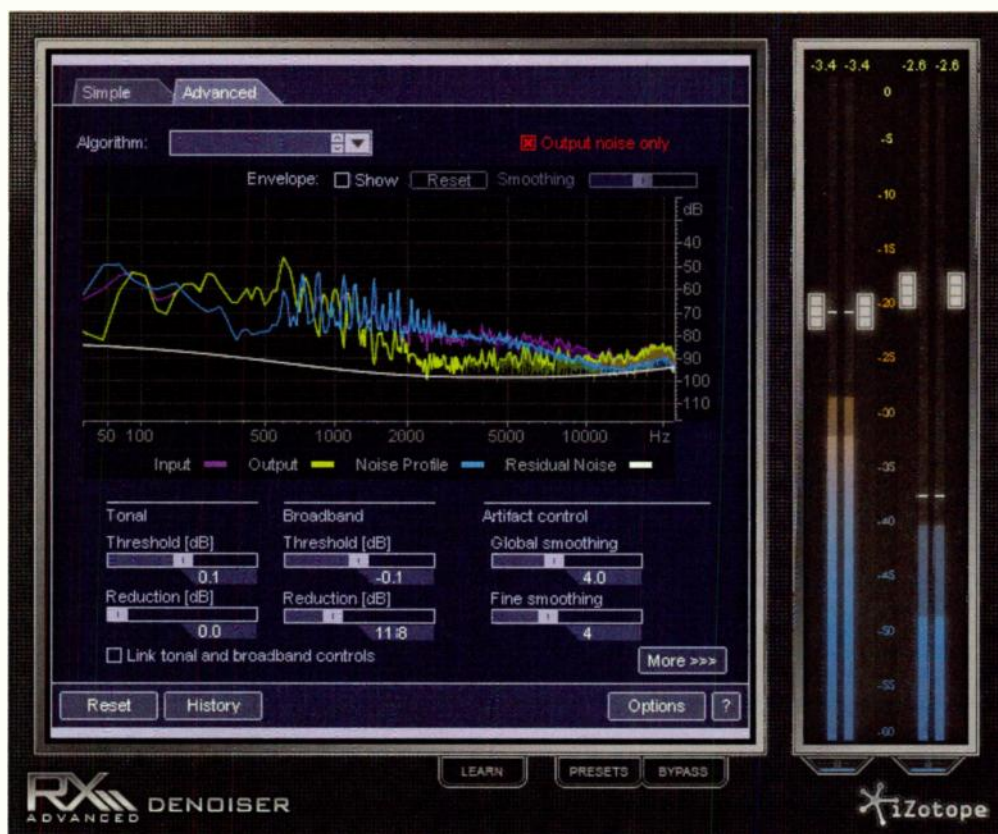 Simple Advanced
Algorithm:
Output noise only
Envelope: Show Reset Smoothing
dB
-40
-50
-60
-70
-80
-90
-100
-110
50 100 500 1000 2000 5000 10000 Hz
Input Output Noise Profile Residual Noise
Tonal
Threshold [dB]
0.1
Reduction [dB]
0.0
Broadband
Threshold [dB]
-0.1
Reduction [dB]
11.8
Artifact control
Global smoothing
4.0
Fine smoothing
4
Link tonal and broadband controls
More >>>
Reset History Options ?
LEARN PRESETS BYPASS
RX
ADVANCED DENOISER
-3.4 -3.4 -2.6 -2.6
0
-5
-10
-15
-20
-25
-30
-35
-40
-45
-50
-55
-60
iZotope